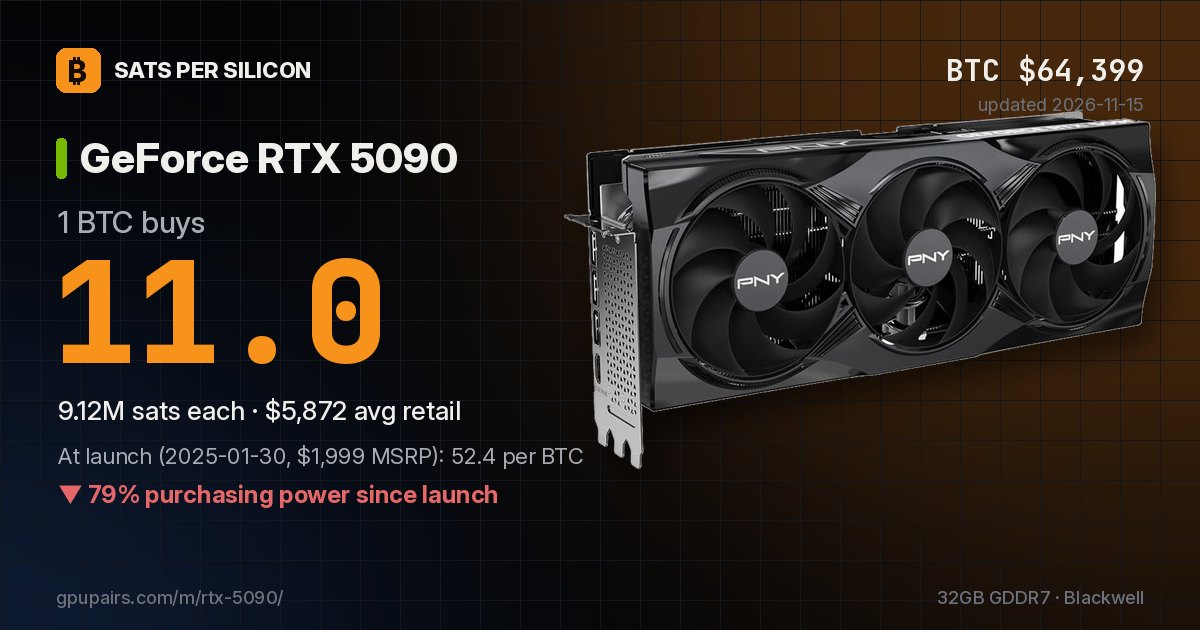 SATS PER SILICON
BTC $64,399
updated 2026-11-15
GeForce RTX 5090
1 BTC buys
11.0
9.12M sats each · $5,872 avg retail
At launch (2025-01-30, $1,999 MSRP): 52.4 per BTC
▼ 79% purchasing power since launch
PNY
PNY
PNY
gpupairs.com/m/rtx-5090/
32GB GDDR7 · Blackwell